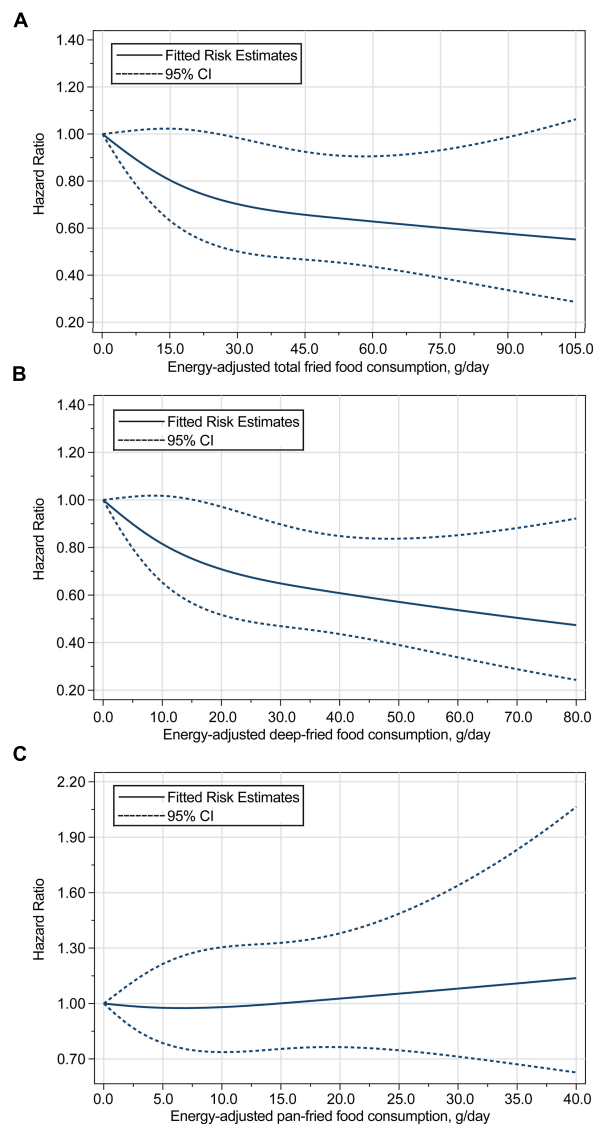 A
1.40
1.20
1.00
0.80
0.60
0.40
0.20
Hazard Ratio
Fitted Risk Estimates
95% CI
0.0 15.0 30.0 45.0 60.0 75.0 90.0 105.0
Energy-adjusted total fried food consumption, g/day
B
1.40
1.20
1.00
0.80
0.60
0.40
0.20
Hazard Ratio
Fitted Risk Estimates
95% CI
0.0 10.0 20.0 30.0 40.0 50.0 60.0 70.0 80.0
Energy-adjusted deep-fried food consumption, g/day
C
2.20
1.90
1.60
1.30
1.00
0.70
Hazard Ratio
Fitted Risk Estimates
95% CI
0.0 5.0 10.0 15.0 20.0 25.0 30.0 35.0 40.0
Energy-adjusted pan-fried food consumption, g/day